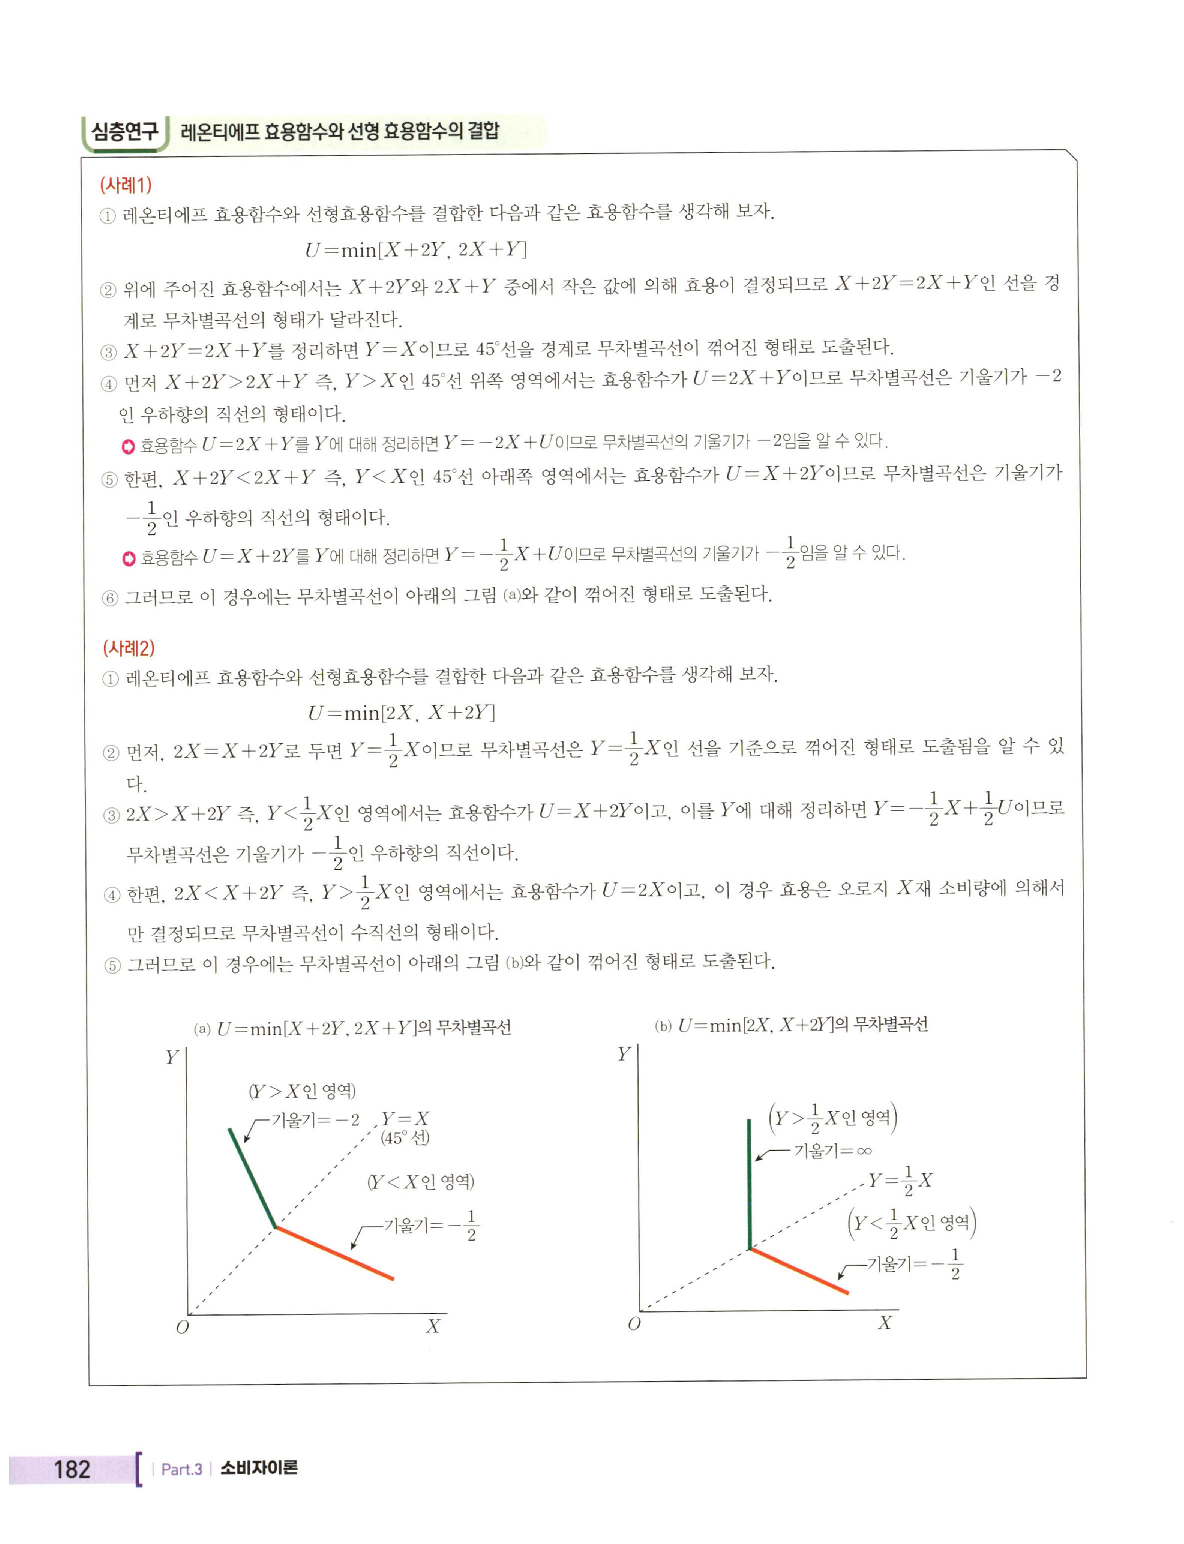 심층연구 레온티에프 효용함수와 선형 효용함수의 결합
(사례1)
① 레온티에프 효용함수와 선형효용함수를 결합한 다음과 같은 효용함수를 생각해 보자.
U=min[X+2Y, 2X+Y]
② 위에 주어진 효용함수에서는 X+2Y와 2X+Y 중에서 작은 값에 의해 효용이 결정되므로 X+2Y=2X+Y인 선을 경
계로 무차별곡선의 형태가 달라진다.
③ X+2Y=2X+Y를 정리하면 Y=X이므로 45°선을 경계로 무차별곡선이 꺾어진 형태로 도출된다.
④ 먼저 X+2Y>2X+Y 즉, Y>X인 45°선 위쪽 영역에서는 효용함수가 U=2X+Y이므로 무차별곡선은 기울기가 -2
인 우하향의 직선의 형태이다.
➲ 효용함수 U=2X+Y를 Y에 대해 정리하면 Y=-2X+U이므로 무차별곡선의 기울기가 -2임을 알 수 있다.
⑤ 한편, X+2Y<2X+Y 즉, Y<X인 45°선 아래쪽 영역에서는 효용함수가 U=X+2Y이므로 무차별곡선은 기울기가
-1/2인 우하향의 직선의 형태이다.
➲ 효용함수 U=X+2Y를 Y에 대해 정리하면 Y=-1/2X+U이므로 무차별곡선의 기울기가 -1/2임을 알 수 있다.
⑥ 그러므로 이 경우에는 무차별곡선이 아래의 그림 (a)와 같이 꺾어진 형태로 도출된다.
(사례2)
① 레온티에프 효용함수와 선형효용함수를 결합한 다음과 같은 효용함수를 생각해 보자.
U=min[2X, X+2Y]
② 먼저, 2X=X+2Y로 두면 Y=1/2X이므로 무차별곡선은 Y=1/2X인 선을 기준으로 꺾어진 형태로 도출됨을 알 수 있
다.
③ 2X>X+2Y 즉, Y<1/2X인 영역에서는 효용함수가 U=X+2Y이고, 이를 Y에 대해 정리하면 Y=-1/2X+1/2U이므로
무차별곡선은 기울기가 -1/2인 우하향의 직선이다.
④ 한편, 2X<X+2Y 즉, Y>1/2X인 영역에서는 효용함수가 U=2X이고, 이 경우 효용은 오로지 X재 소비량에 의해서
만 결정되므로 무차별곡선이 수직선의 형태이다.
⑤ 그러므로 이 경우에는 무차별곡선이 아래의 그림 (b)와 같이 꺾어진 형태로 도출된다.
(a) U=min[X+2Y, 2X+Y]의 무차별곡선
Y
(Y>X인 영역)
기울기=-2
Y=X
(45° 선)
(Y<X인 영역)
기울기=-1/2
O
X
(b) U=min[2X, X+2Y]의 무차별곡선
Y
(Y>1/2X인 영역)
기울기=∞
Y=1/2X
(Y<1/2X인 영역)
기울기=-1/2
O
X
182 Part.3 소비자이론